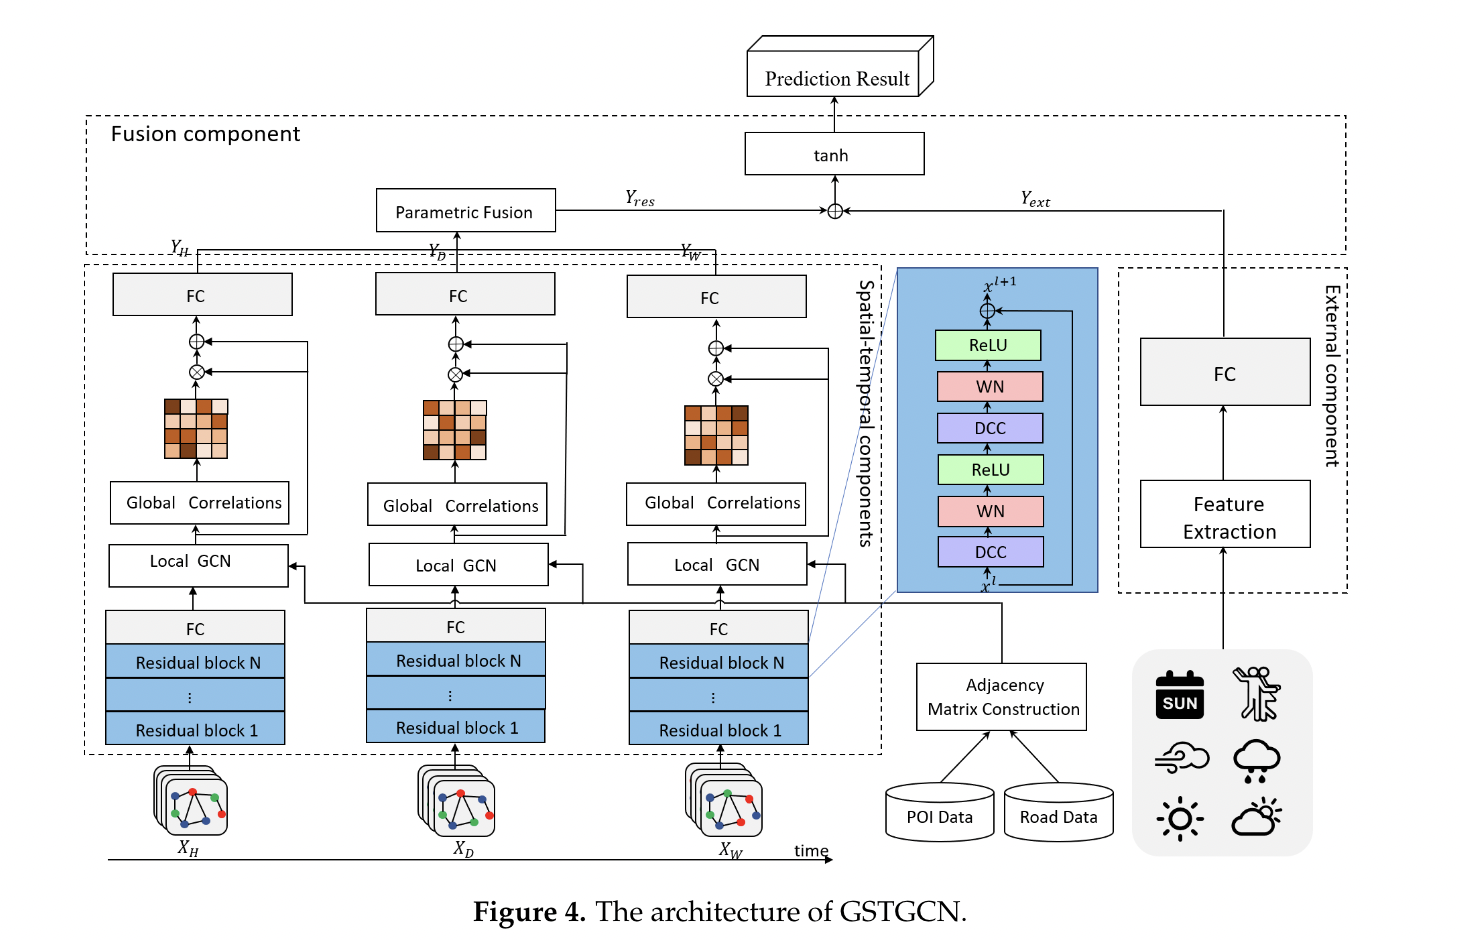 Prediction Result
Fusion component
tanh
Parametric Fusion
Y_res
Y_ext
Y_H
Y_D
Y_W
FC
FC
FC
Spatial-temporal components
Global Correlations
Global Correlations
Global Correlations
Local GCN
Local GCN
Local GCN
FC
Residual block N
⋮
Residual block 1
FC
Residual block N
⋮
Residual block 1
FC
Residual block N
⋮
Residual block 1
x^{l+1}
ReLU
WN
DCC
ReLU
WN
DCC
x^l
External component
FC
Feature
Extraction
Adjacency
Matrix Construction
POI Data
Road Data
SUN
X_H
X_D
X_W
time
Figure 4. The architecture of GSTGCN.